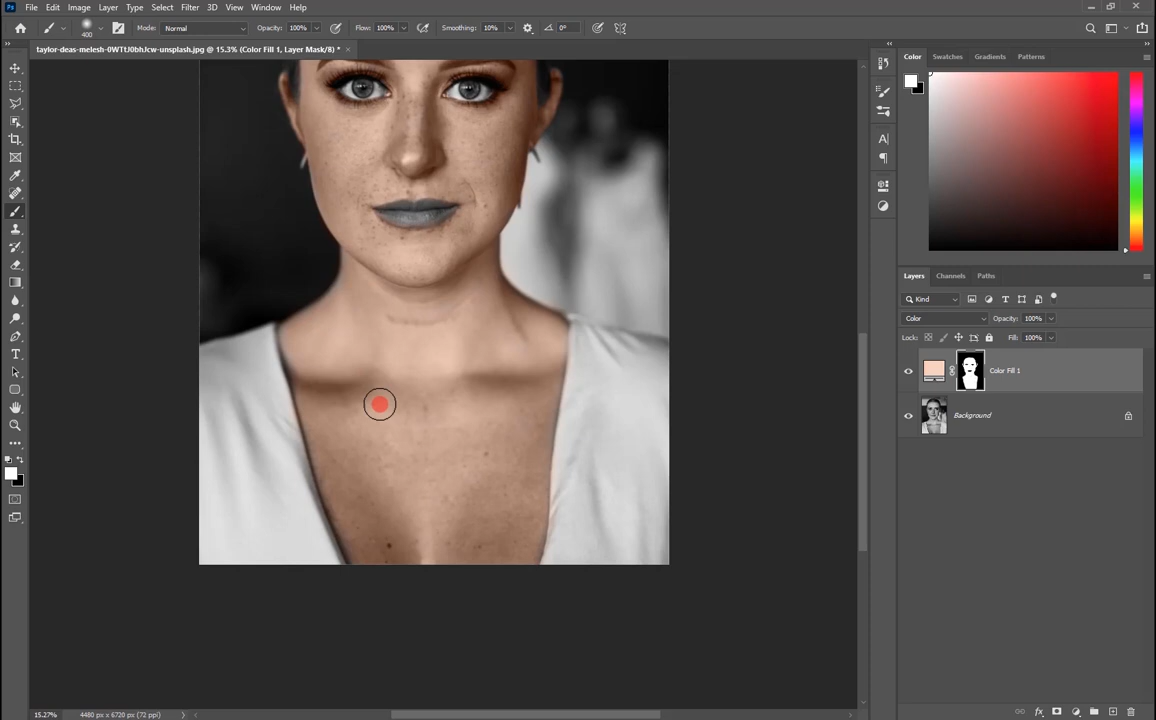 Ps File Edit Image Layer Type Select Filter 3D View Window Help
400 Mode: Normal Opacity: 100% Flow: 100% Smoothing: 10% 0°
taylor-deas-melesh-0WTtJ0bhJcw-unsplash.jpg @ 15.3% (Color Fill 1, Layer Mask/8) * ×
Color Swatches Gradients Patterns
Layers Channels Paths
Kind
Color Opacity: 100%
Lock: Fill: 100%
Color Fill 1
Background
15.27% 4480 px x 6720 px (72 ppi)